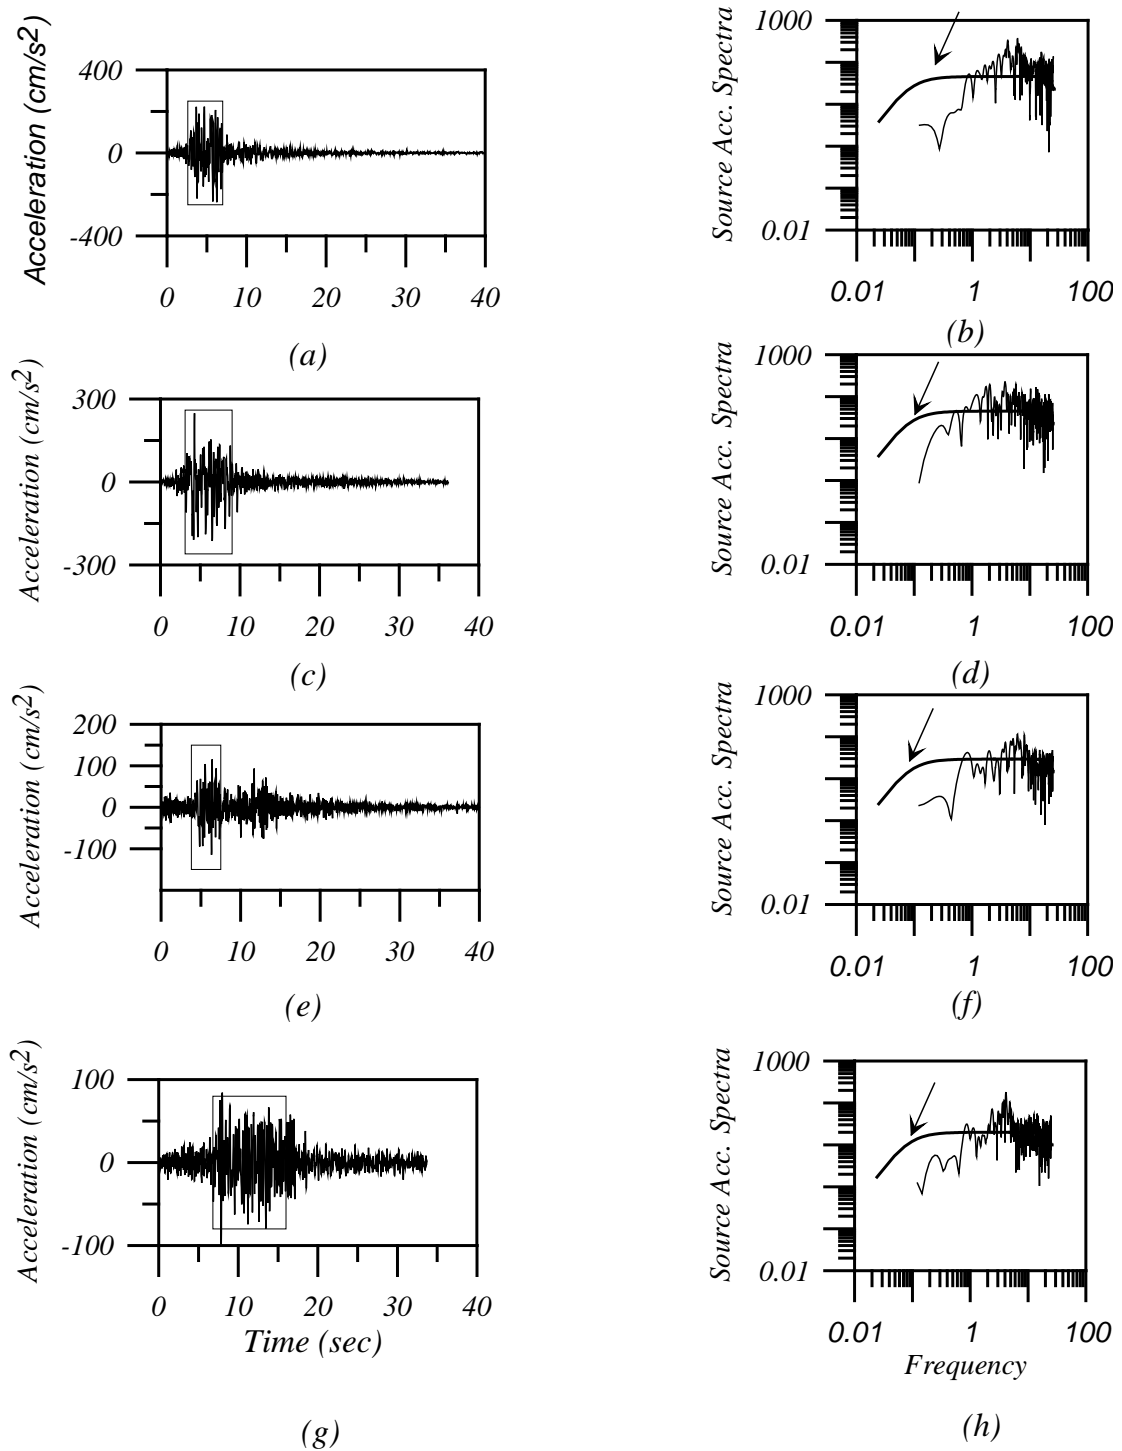 Acceleration (cm/s2)
400
0
-400
0 10 20 30 40
(a)
Source Acc. Spectra
1000
0.01
0.01 1 100
(b)
Acceleration (cm/s2)
300
0
-300
0 10 20 30 40
(c)
Source Acc. Spectra
1000
0.01
0.01 1 100
(d)
Acceleration (cm/s2)
200
100
0
-100
0 10 20 30 40
(e)
Source Acc. Spectra
1000
0.01
0.01 1 100
(f)
Acceleration (cm/s2)
100
0
-100
0 10 20 30 40
Time (sec)
(g)
Source Acc. Spectra
1000
0.01
0.01 1 100
Frequency
(h)